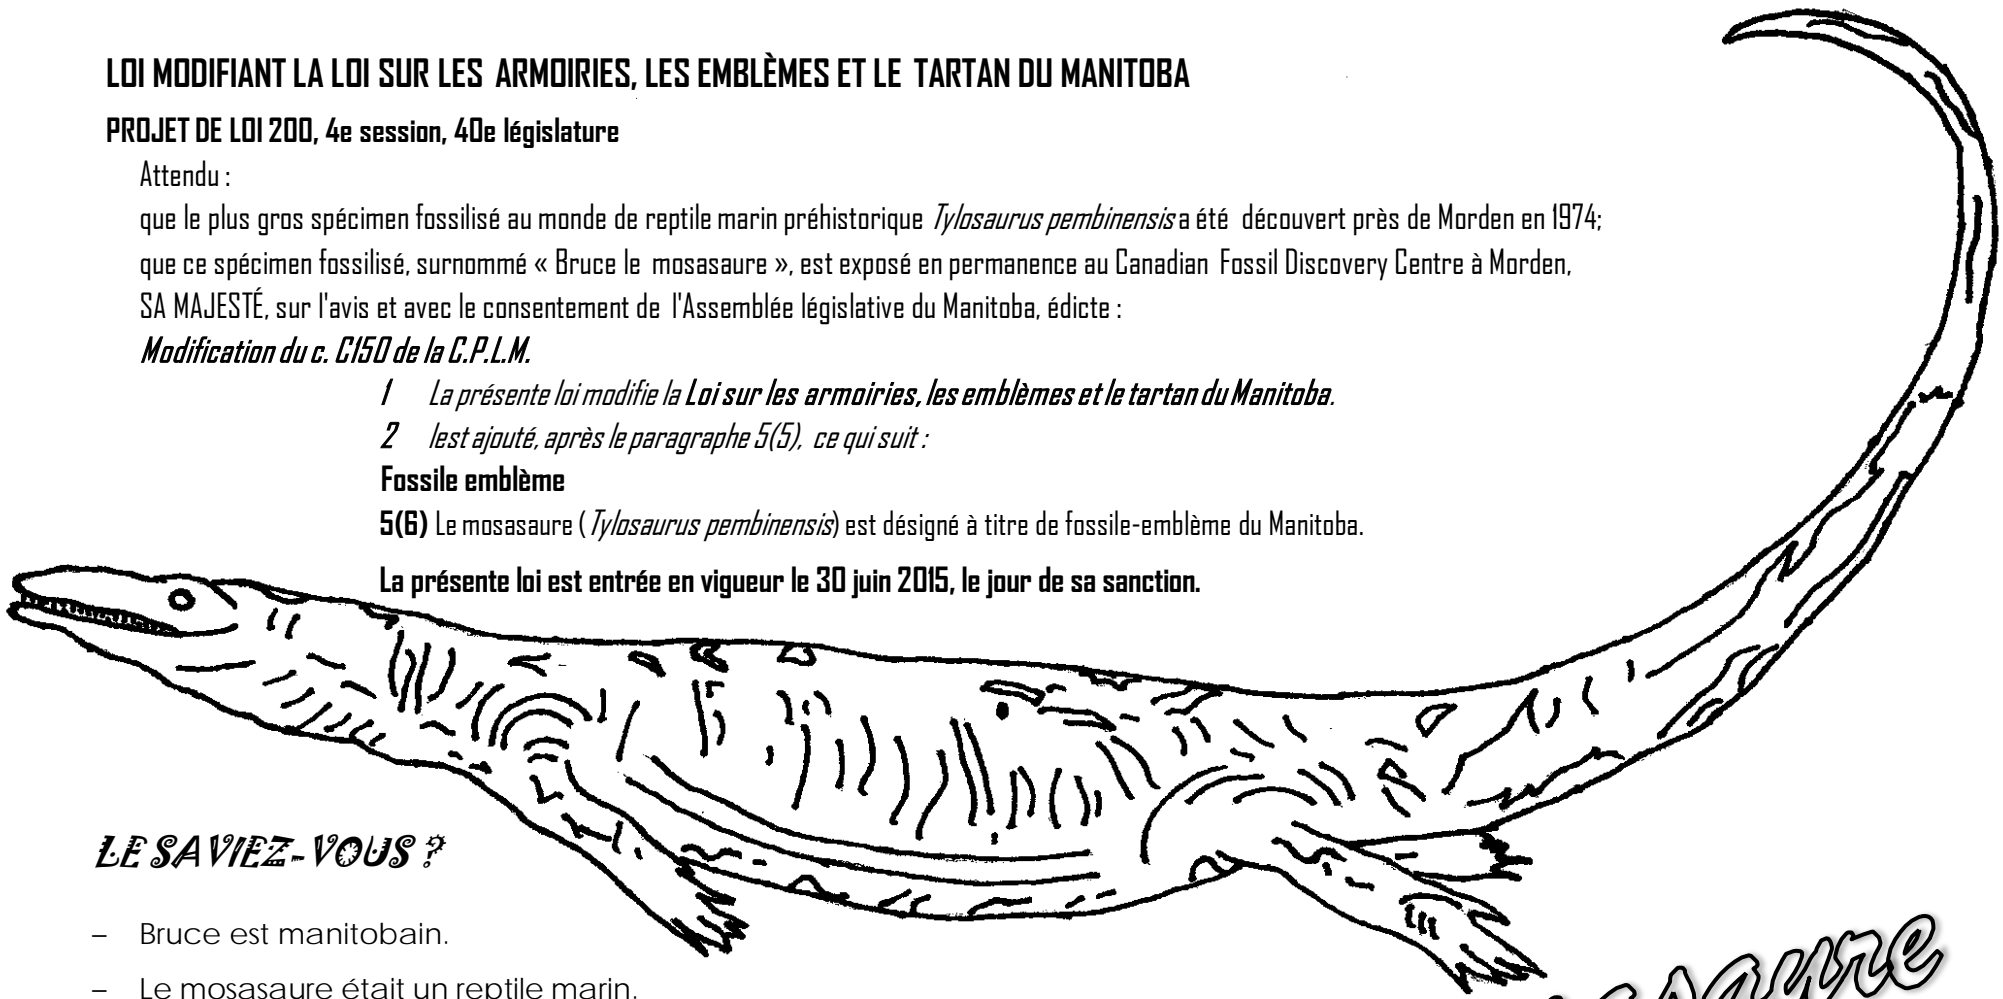 LOI MODIFIANT LA LOI SUR LES ARMOIRIES, LES EMBLÈMES ET LE TARTAN DU MANITOBA
PROJET DE LOI 200, 4e session, 40e législature
Attendu :
que le plus gros spécimen fossilisé au monde de reptile marin préhistorique Tylosaurus pembinensis a été découvert près de Morden en 1974;
que ce spécimen fossilisé, surnommé « Bruce le mosasaure », est exposé en permanence au Canadian Fossil Discovery Centre à Morden,
SA MAJESTÉ, sur l'avis et avec le consentement de l'Assemblée législative du Manitoba, édicte :
Modification du c. C150 de la C.P.L.M.
1 La présente loi modifie la Loi sur les armoiries, les emblèmes et le tartan du Manitoba.
2 lest ajouté, après le paragraphe 5(5), ce qui suit :
Fossile emblème
5(6) Le mosasaure (Tylosaurus pembinensis) est désigné à titre de fossile-emblème du Manitoba.
La présente loi est entrée en vigueur le 30 juin 2015, le jour de sa sanction.
LE SAVIEZ-VOUS ?
– Bruce est manitobain.
– Le mosasaure était un reptile marin.